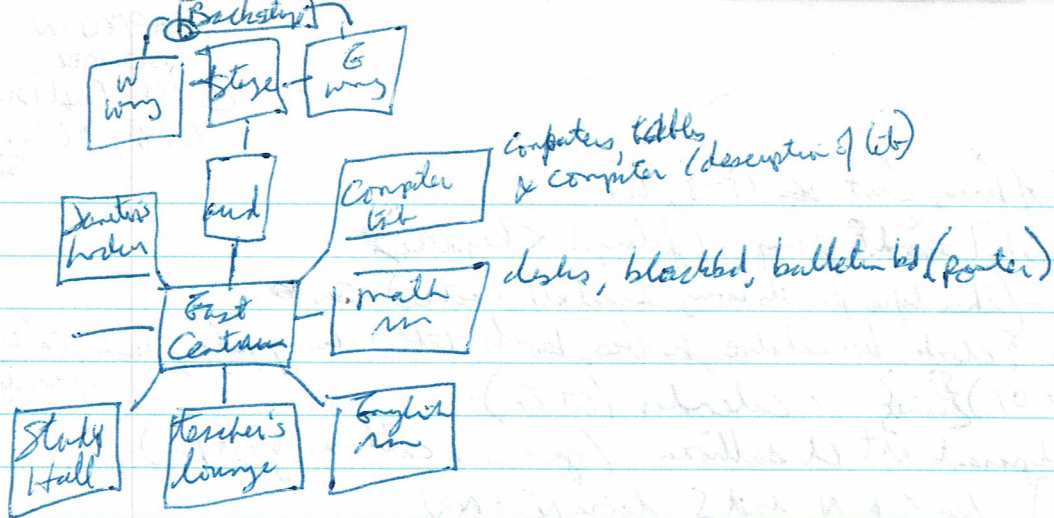 Backstage
W
wing
Stage
E
wing
aud
Computer
Lab
computers, tables
& computer (description of lab)
Janitor's
East
Centrum
math
rm
desks, blackbd, bulletin bd (poster)
Study
Hall
teacher's
lounge
English
rm